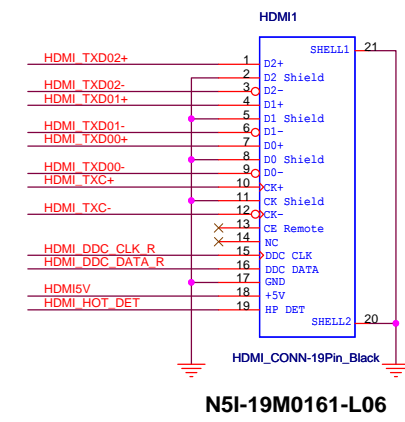 HDMI1
SHELL1 21
HDMI_TXD02+ 1 D2+
2 D2 Shield
HDMI_TXD02- 3 D2-
HDMI_TXD01+ 4 D1+
5 D1 Shield
HDMI_TXD01- 6 D1-
HDMI_TXD00+ 7 D0+
8 D0 Shield
HDMI_TXD00- 9 D0-
HDMI_TXC+ 10 CK+
11 CK Shield
HDMI_TXC- 12 CK-
13 CE Remote
14 NC
HDMI_DDC_CLK_R 15 DDC CLK
HDMI_DDC_DATA_R 16 DDC DATA
17 GND
HDMI5V 18 +5V
HDMI_HOT_DET 19 HP DET
SHELL2 20
HDMI_CONN-19Pin_Black
N5I-19M0161-L06